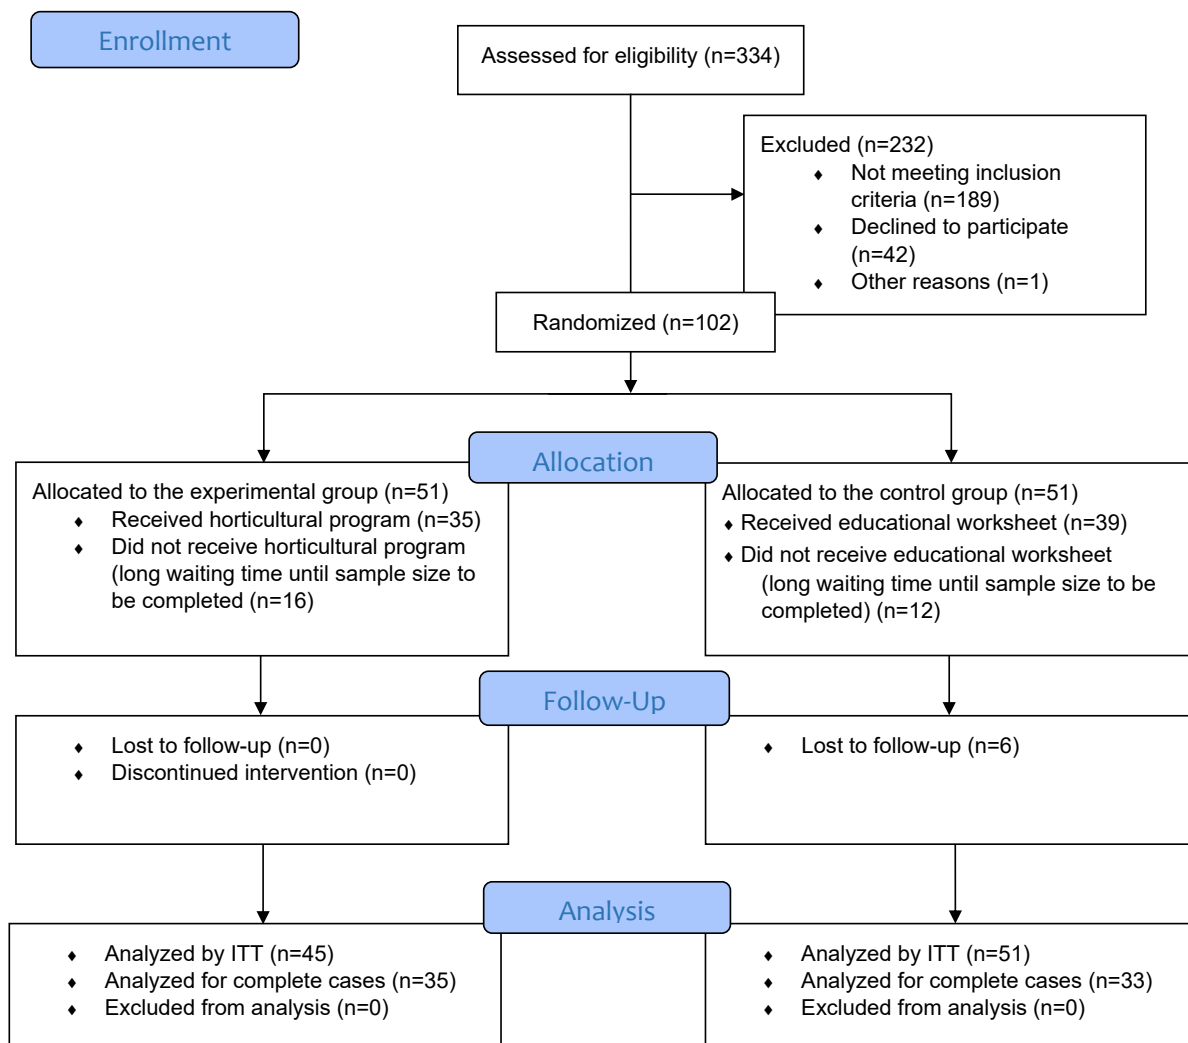 Enrollment
Assessed for eligibility (n=334)
Excluded (n=232)
♦ Not meeting inclusion
criteria (n=189)
♦ Declined to participate
(n=42)
♦ Other reasons (n=1)
Randomized (n=102)
Allocation
Allocated to the experimental group (n=51)
♦ Received horticultural program (n=35)
♦ Did not receive horticultural program
(long waiting time until sample size to
be completed (n=16)
Allocated to the control group (n=51)
♦ Received educational worksheet (n=39)
♦ Did not receive educational worksheet
(long waiting time until sample size to be
completed) (n=12)
Follow-Up
♦ Lost to follow-up (n=0)
♦ Discontinued intervention (n=0)
♦ Lost to follow-up (n=6)
Analysis
♦ Analyzed by ITT (n=45)
♦ Analyzed for complete cases (n=35)
♦ Excluded from analysis (n=0)
♦ Analyzed by ITT (n=51)
♦ Analyzed for complete cases (n=33)
♦ Excluded from analysis (n=0)